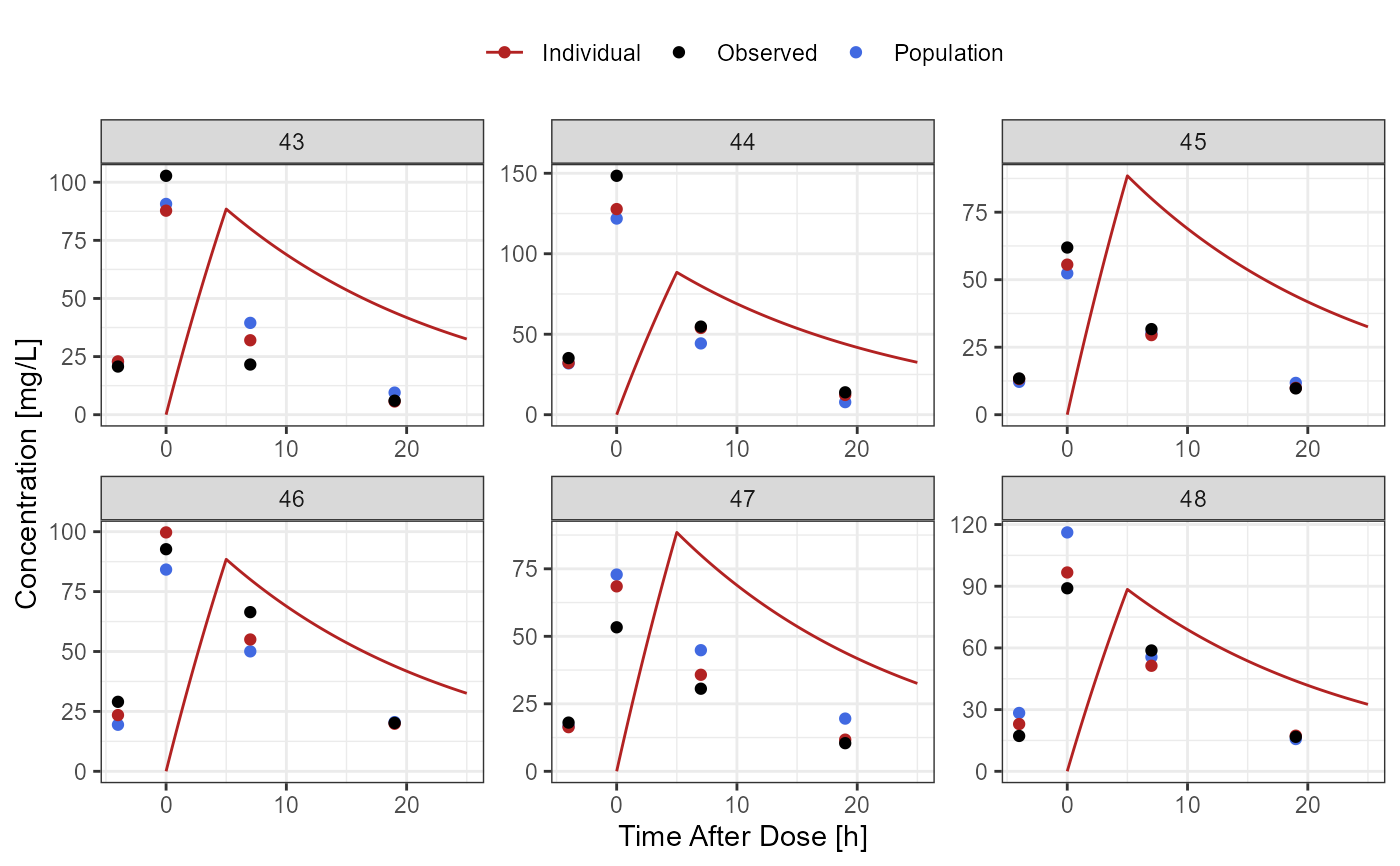 Individual Observed Population
43 44 45
100 150
75 75
100
50 50
50
25 25
0 0 0
0 10 20 0 10 20 0 10 20
46 47 48
100 120
75 75 90
50 50 60
25 25 30
0 0 0
0 10 20 0 10 20 0 10 20
Time After Dose [h]
Concentration [mg/L]